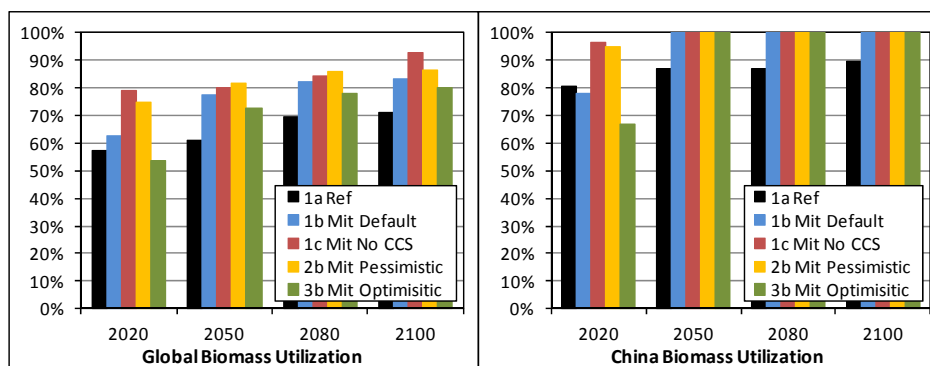 100%
90%
80%
70%
60%
50%
40%
30%
20%
10%
0%
1a Ref
1b Mit Default
1c Mit No CCS
2b Mit Pessimistic
3b Mit Optimisitic
2020 2050 2080 2100
Global Biomass Utilization
100%
90%
80%
70%
60%
50%
40%
30%
20%
10%
0%
1a Ref
1b Mit Default
1c Mit No CCS
2b Mit Pessimistic
3b Mit Optimisitic
2020 2050 2080 2100
China Biomass Utilization